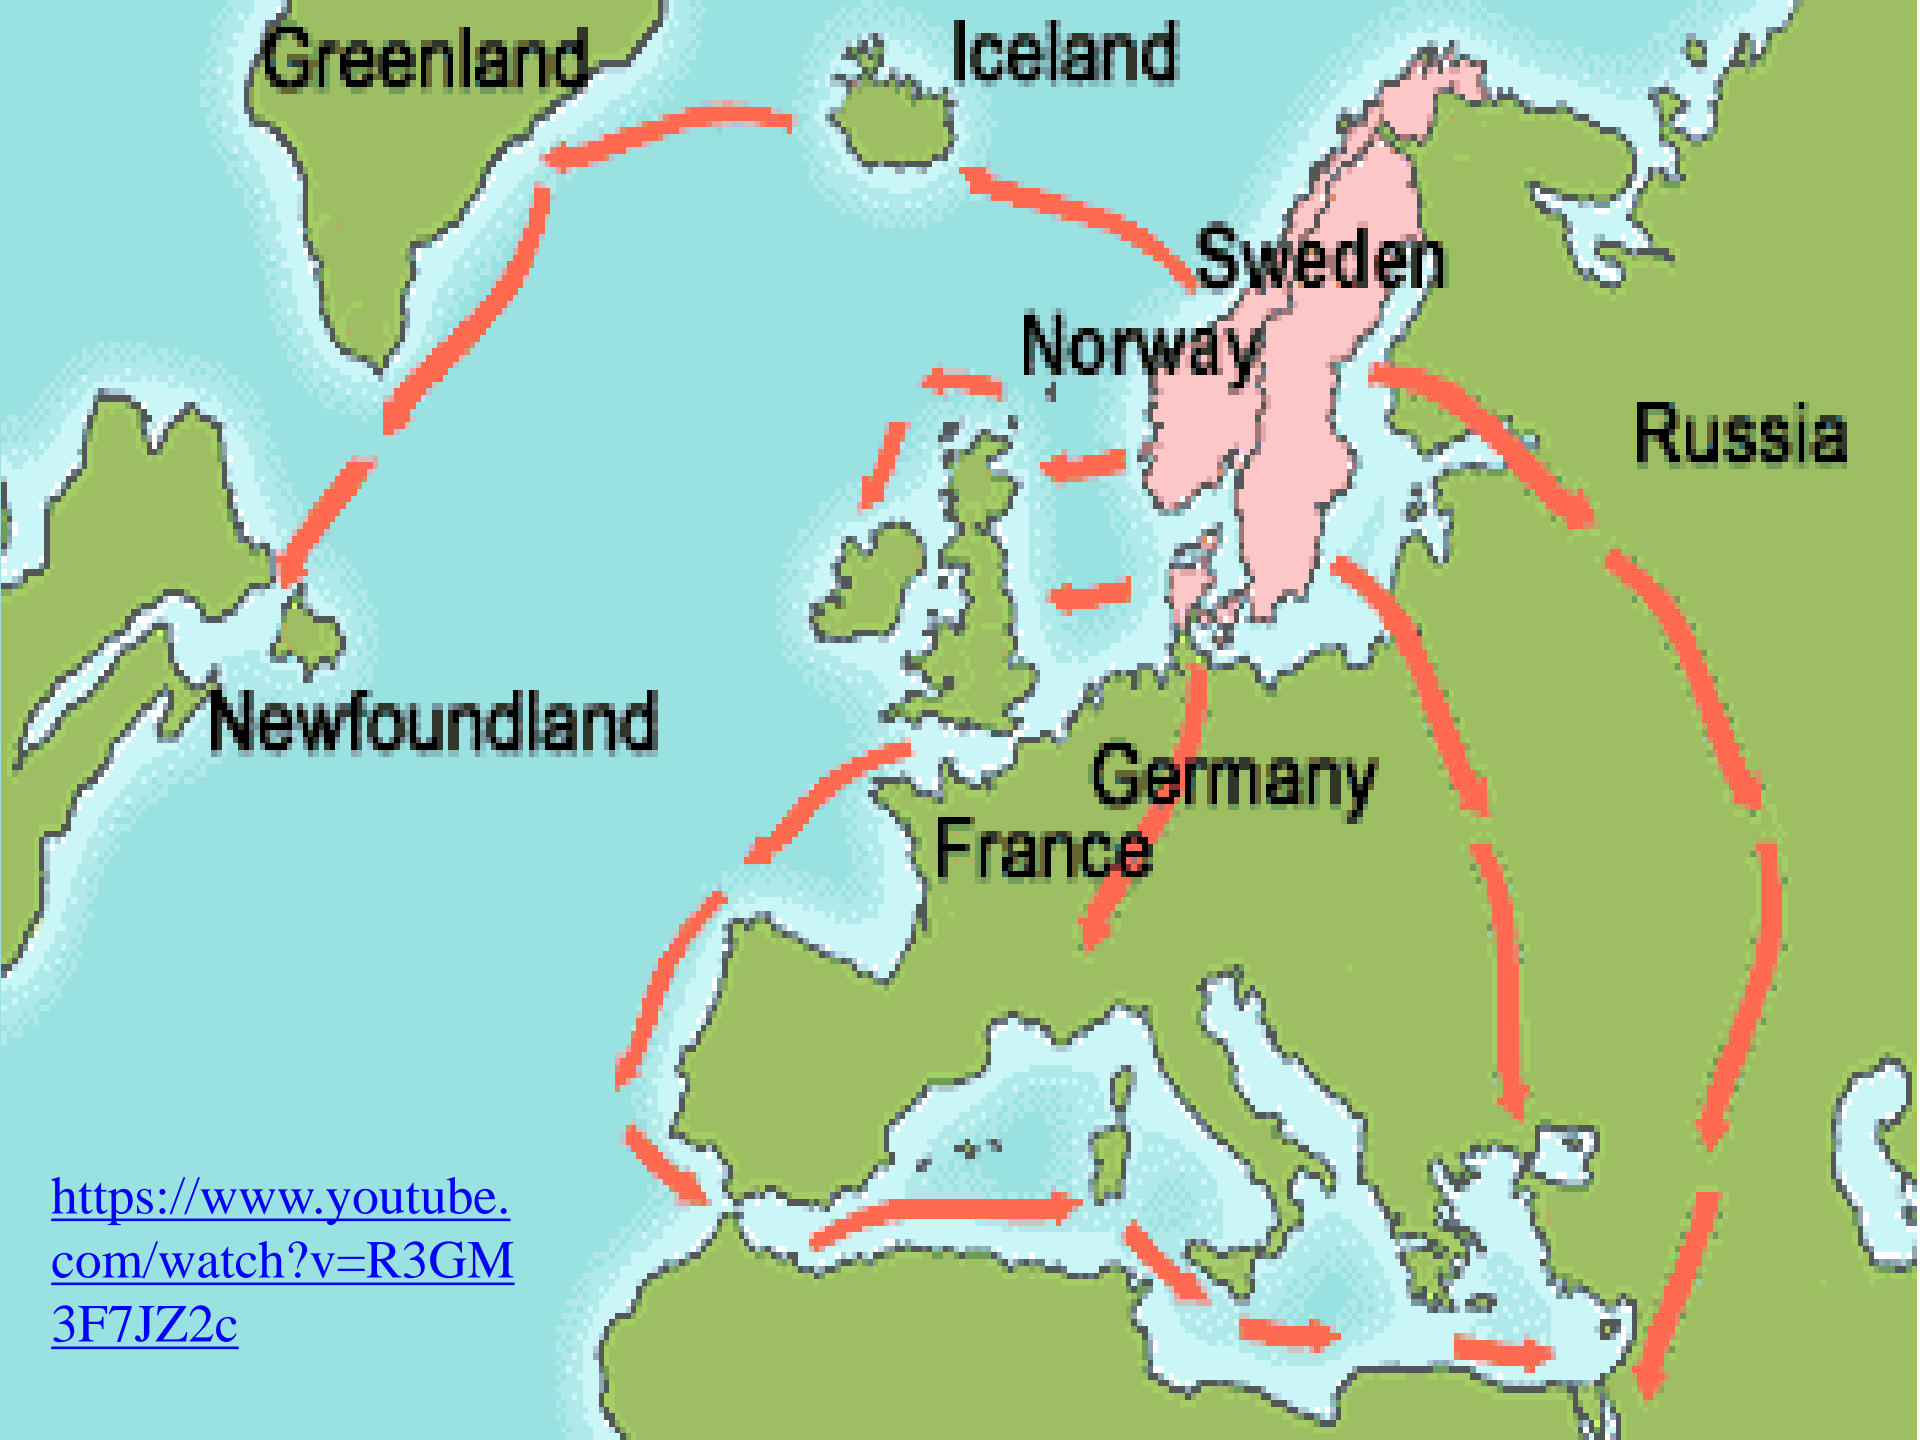 Greenland
Iceland
Sweden
Norway
Russia
Newfoundland
Germany
France
https://www.youtube.
com/watch?v=R3GM
3F7JZ2c